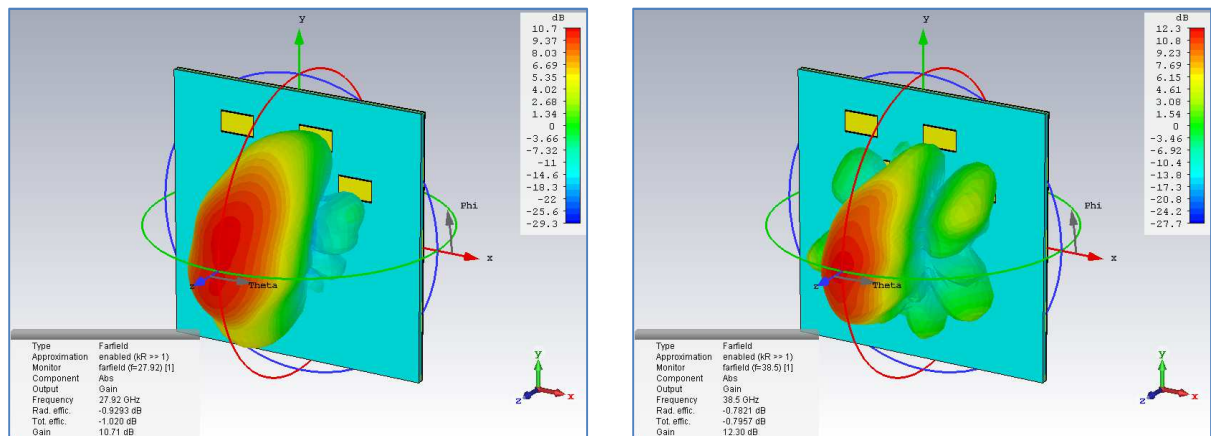 dB
10.7
9.37
8.03
6.69
5.35
4.02
2.68
1.34
0
-3.66
-7.32
-11
-14.6
-18.3
-22
-25.6
-29.3
y
Phi
x
z
Theta
Type Farfield
Approximation enabled (kR >> 1)
Monitor farfield (f=27.92) [1]
Component Abs
Output Gain
Frequency 27.92 GHz
Rad. effic. -0.9293 dB
Tot. effic. -1.020 dB
Gain 10.71 dB
y
z
x
dB
12.3
10.8
9.23
7.69
6.15
4.61
3.08
1.54
0
-3.46
-6.92
-10.4
-13.8
-17.3
-20.8
-24.2
-27.7
y
Phi
x
z
Theta
Type Farfield
Approximation enabled (kR >> 1)
Monitor farfield (f=38.5) [1]
Component Abs
Output Gain
Frequency 38.5 GHz
Rad. effic. -0.7821 dB
Tot. effic. -0.7957 dB
Gain 12.30 dB
y
z
x